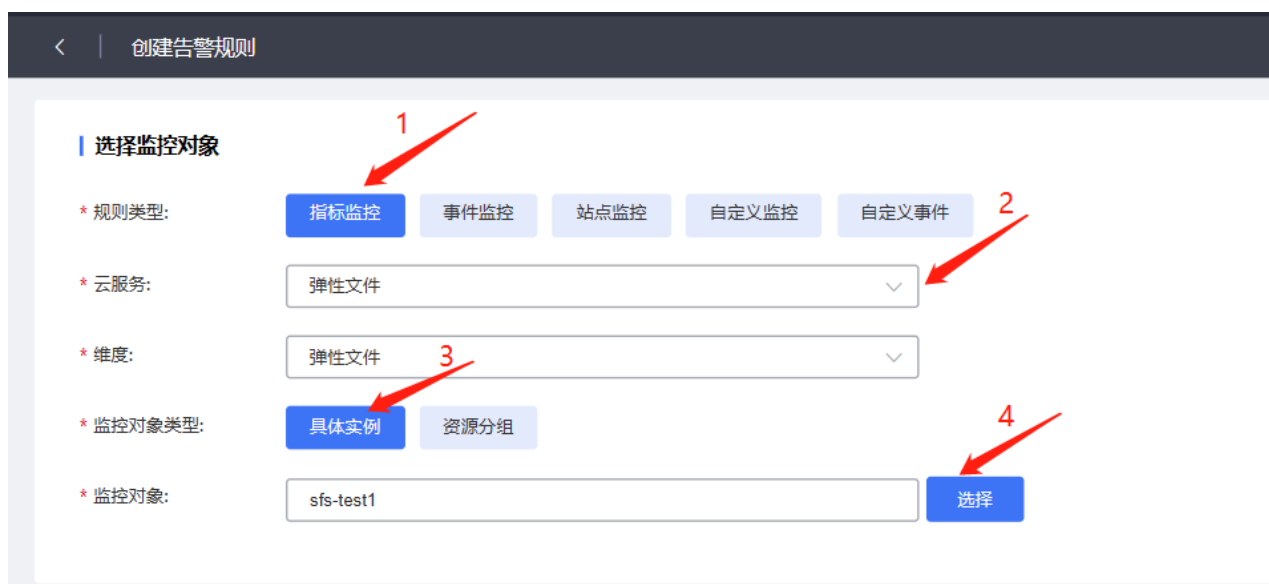 创建告警规则
选择监控对象
1
* 规则类型:
指标监控 事件监控 站点监控 自定义监控 自定义事件
2
* 云服务:
弹性文件
* 维度:
弹性文件
3
* 监控对象类型:
具体实例 资源分组
4
* 监控对象:
sfs-test1
选择